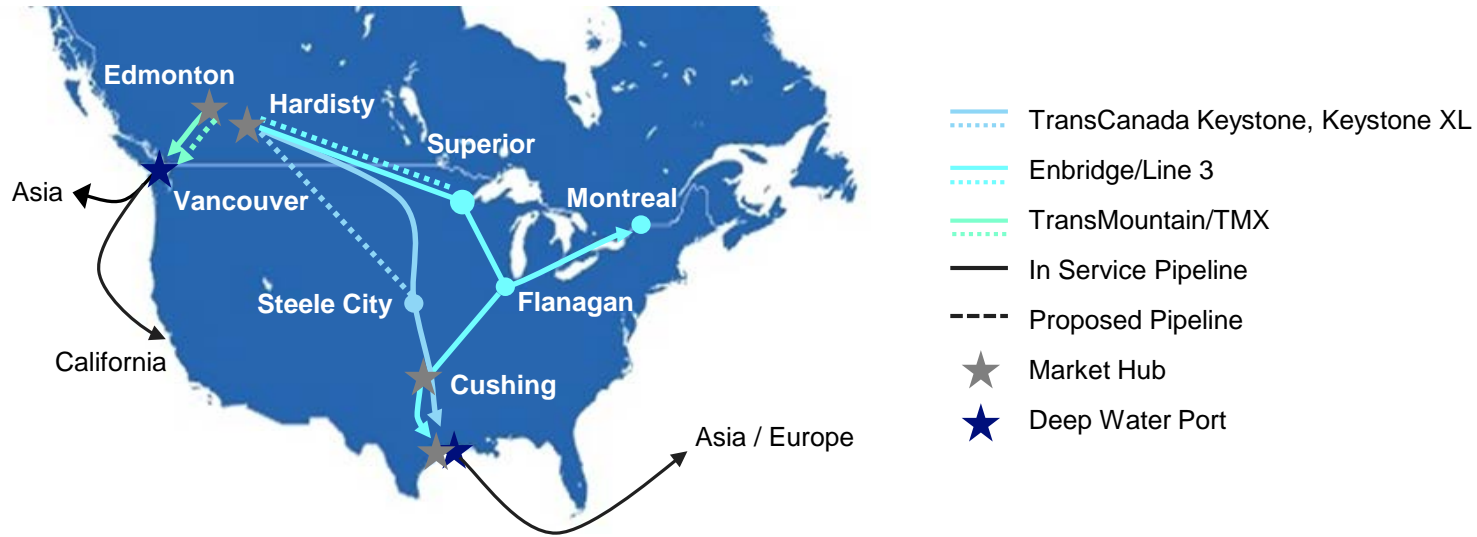 Edmonton
Hardisty
Superior
Montreal
Asia
Vancouver
Steele City
Flanagan
California
Cushing
Asia / Europe
TransCanada Keystone, Keystone XL
Enbridge/Line 3
TransMountain/TMX
In Service Pipeline
Proposed Pipeline
Market Hub
Deep Water Port